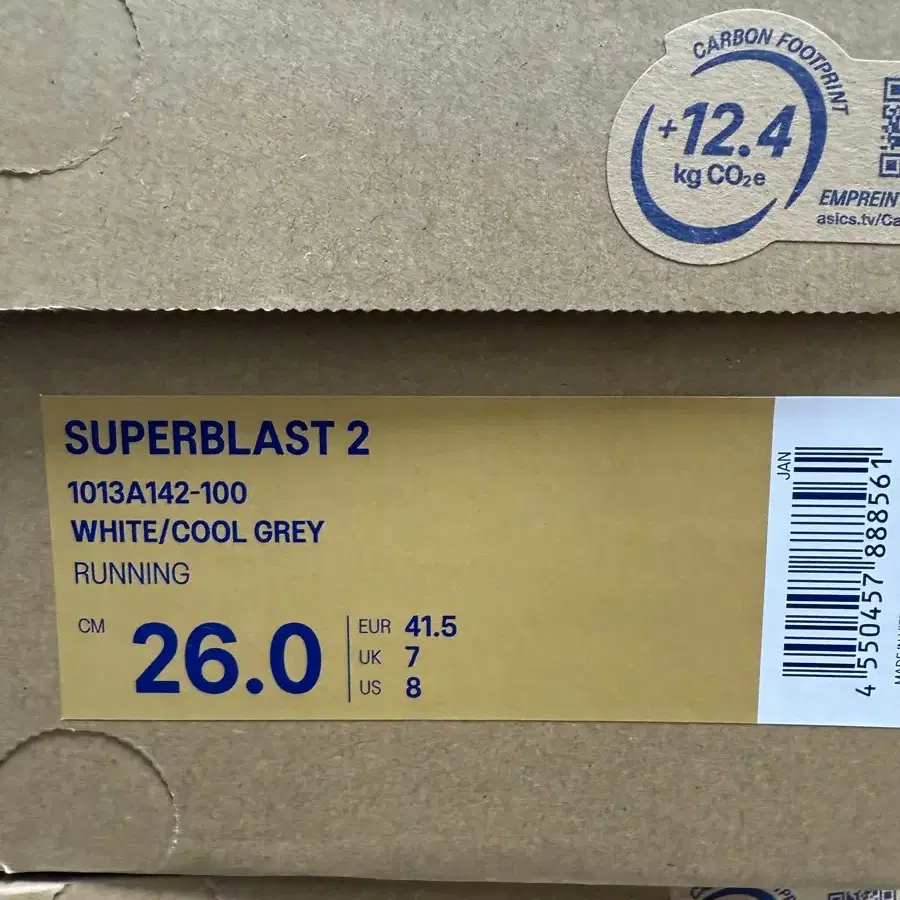 CARBON FOOTPRINT
+12.4
kg CO₂e
asics.tv/Ca
SUPERBLAST 2
1013A142-100
WHITE/COOL GREY
RUNNING
CM 26.0
EUR 41.5
UK 7
US 8
JAN
4 550457 888561